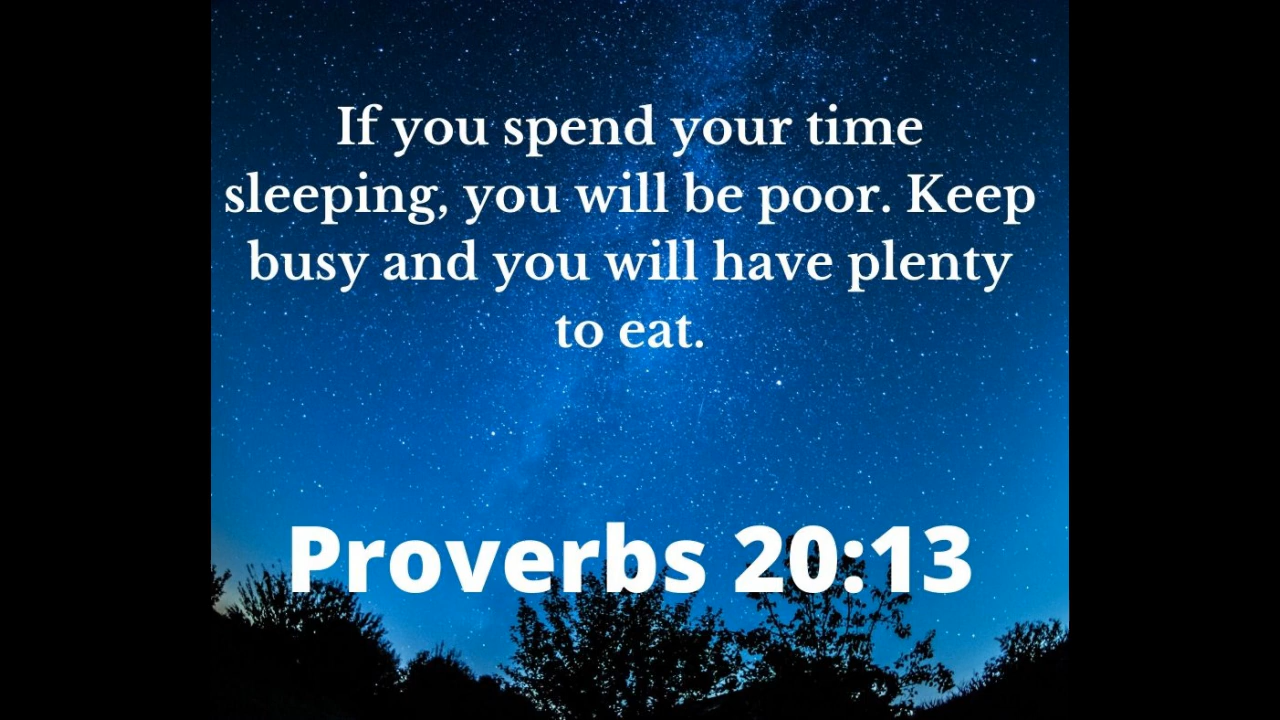 If you spend your time
sleeping, you will be poor. Keep
busy and you will have plenty
to eat.
Proverbs 20:13